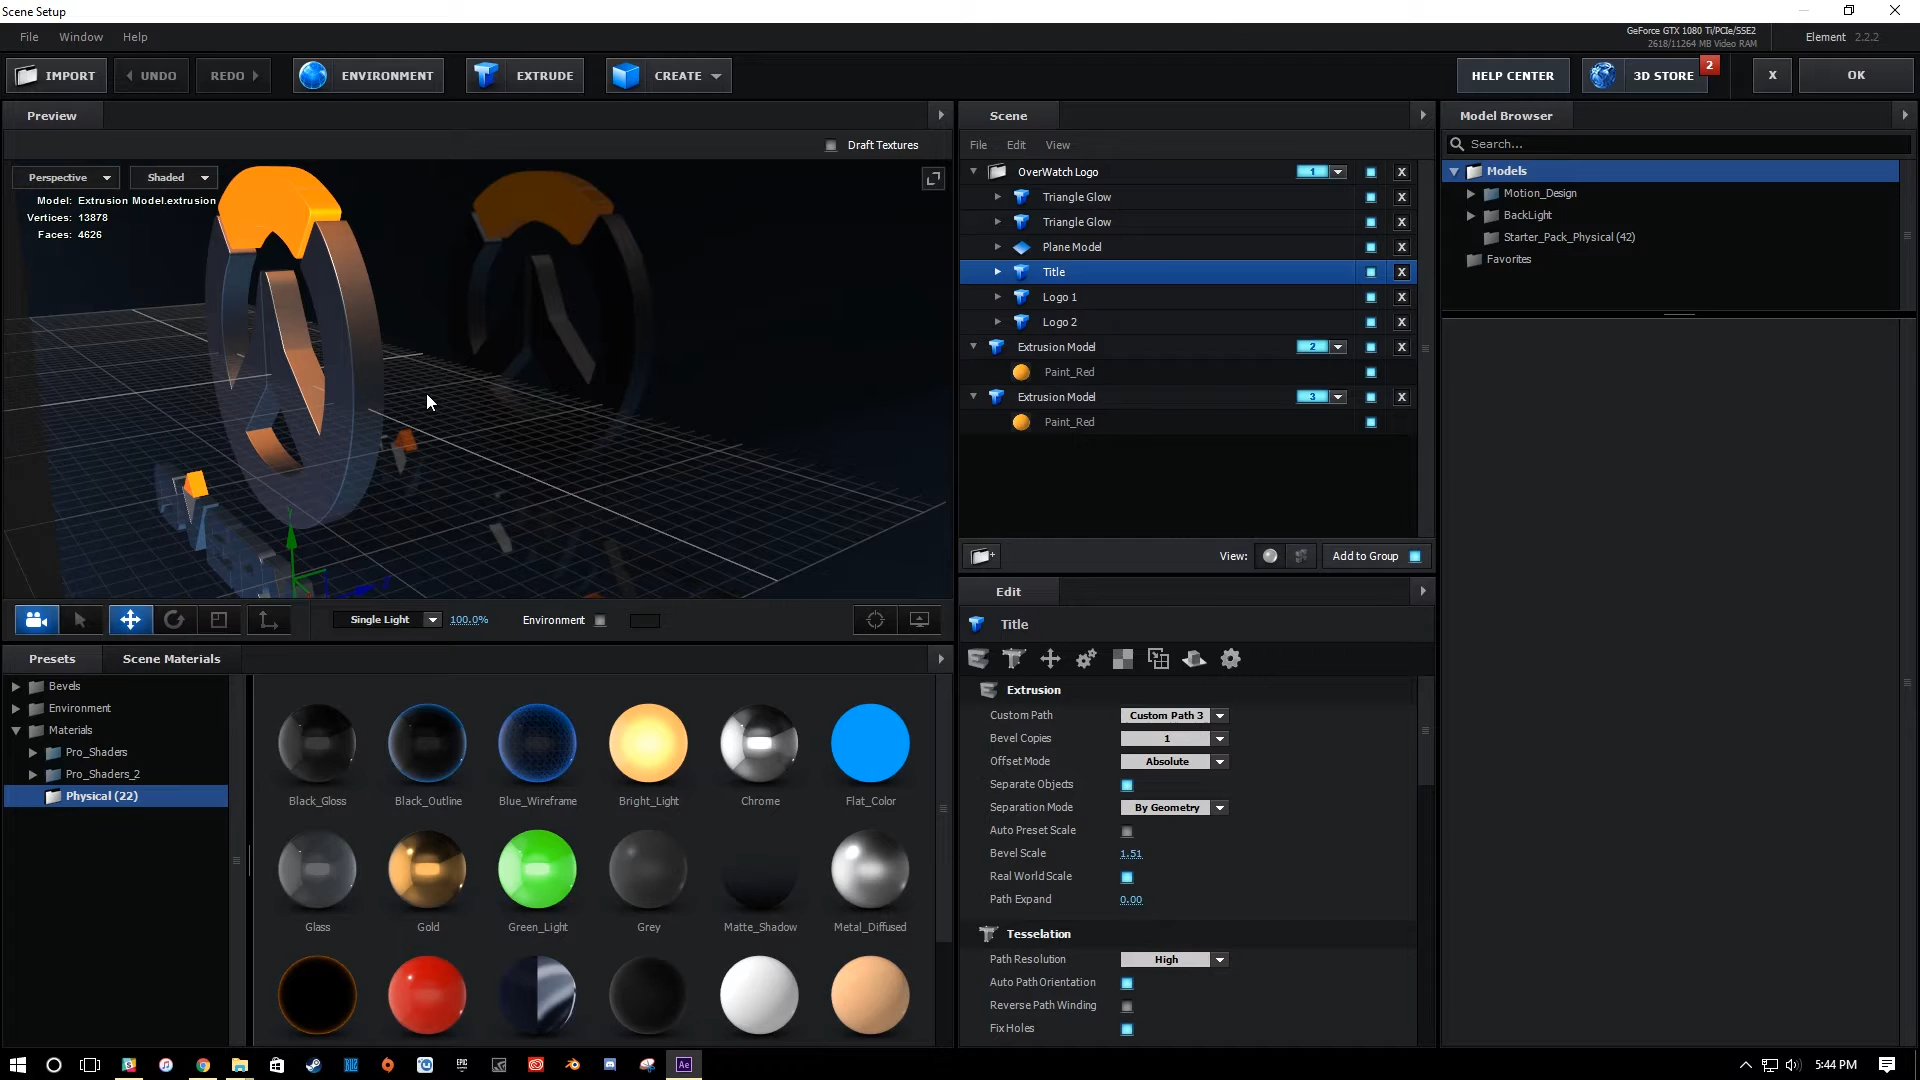 Scene Setup
File Window Help
GeForce GTX 1080 Ti/PCIe/SSE2
2618/11264 MB Video RAM
Element 2.2.2
IMPORT UNDO REDO ENVIRONMENT EXTRUDE CREATE HELP CENTER 3D STORE 2 X OK
Preview
Draft Textures
Perspective Shaded
Model: Extrusion Model.extrusion
Vertices: 13878
Faces: 4626
Single Light 100.0% Environment
Presets Scene Materials
Bevels
Environment
Materials
Pro_Shaders
Pro_Shaders_2
Physical (22)
Black_Gloss Black_Outline Blue_Wireframe Bright_Light Chrome Flat_Color
Glass Gold Green_Light Grey Matte_Shadow Metal_Diffused
Scene
File Edit View
OverWatch Logo 1 X
Triangle Glow X
Triangle Glow X
Plane Model X
Title X
Logo 1 X
Logo 2 X
Extrusion Model 2 X
Paint_Red
Extrusion Model 3 X
Paint_Red
View: Add to Group
Edit
Title
Extrusion
Custom Path Custom Path 3
Bevel Copies 1
Offset Mode Absolute
Separate Objects
Separation Mode By Geometry
Auto Preset Scale
Bevel Scale 1.51
Real World Scale
Path Expand 0.00
Tesselation
Path Resolution High
Auto Path Orientation
Reverse Path Winding
Fix Holes
Model Browser
Search...
Models
Motion_Design
BackLight
Starter_Pack_Physical (42)
Favorites
EPIC
Ae
5:44 PM